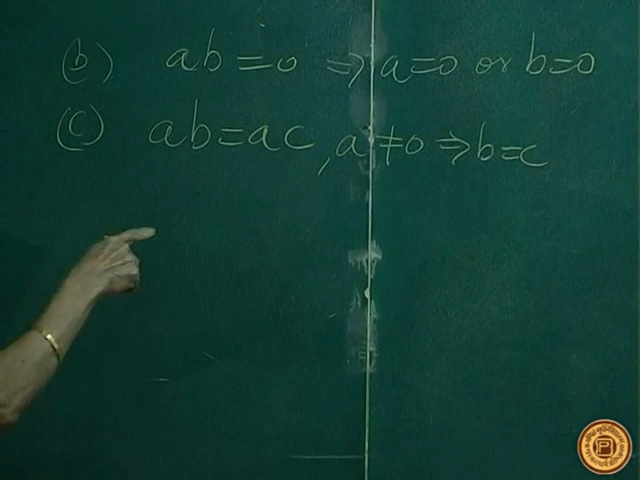 (b) ab = 0 ⇒ a=0 or b=0
(c) ab = ac, a ≠ 0 ⇒ b=c